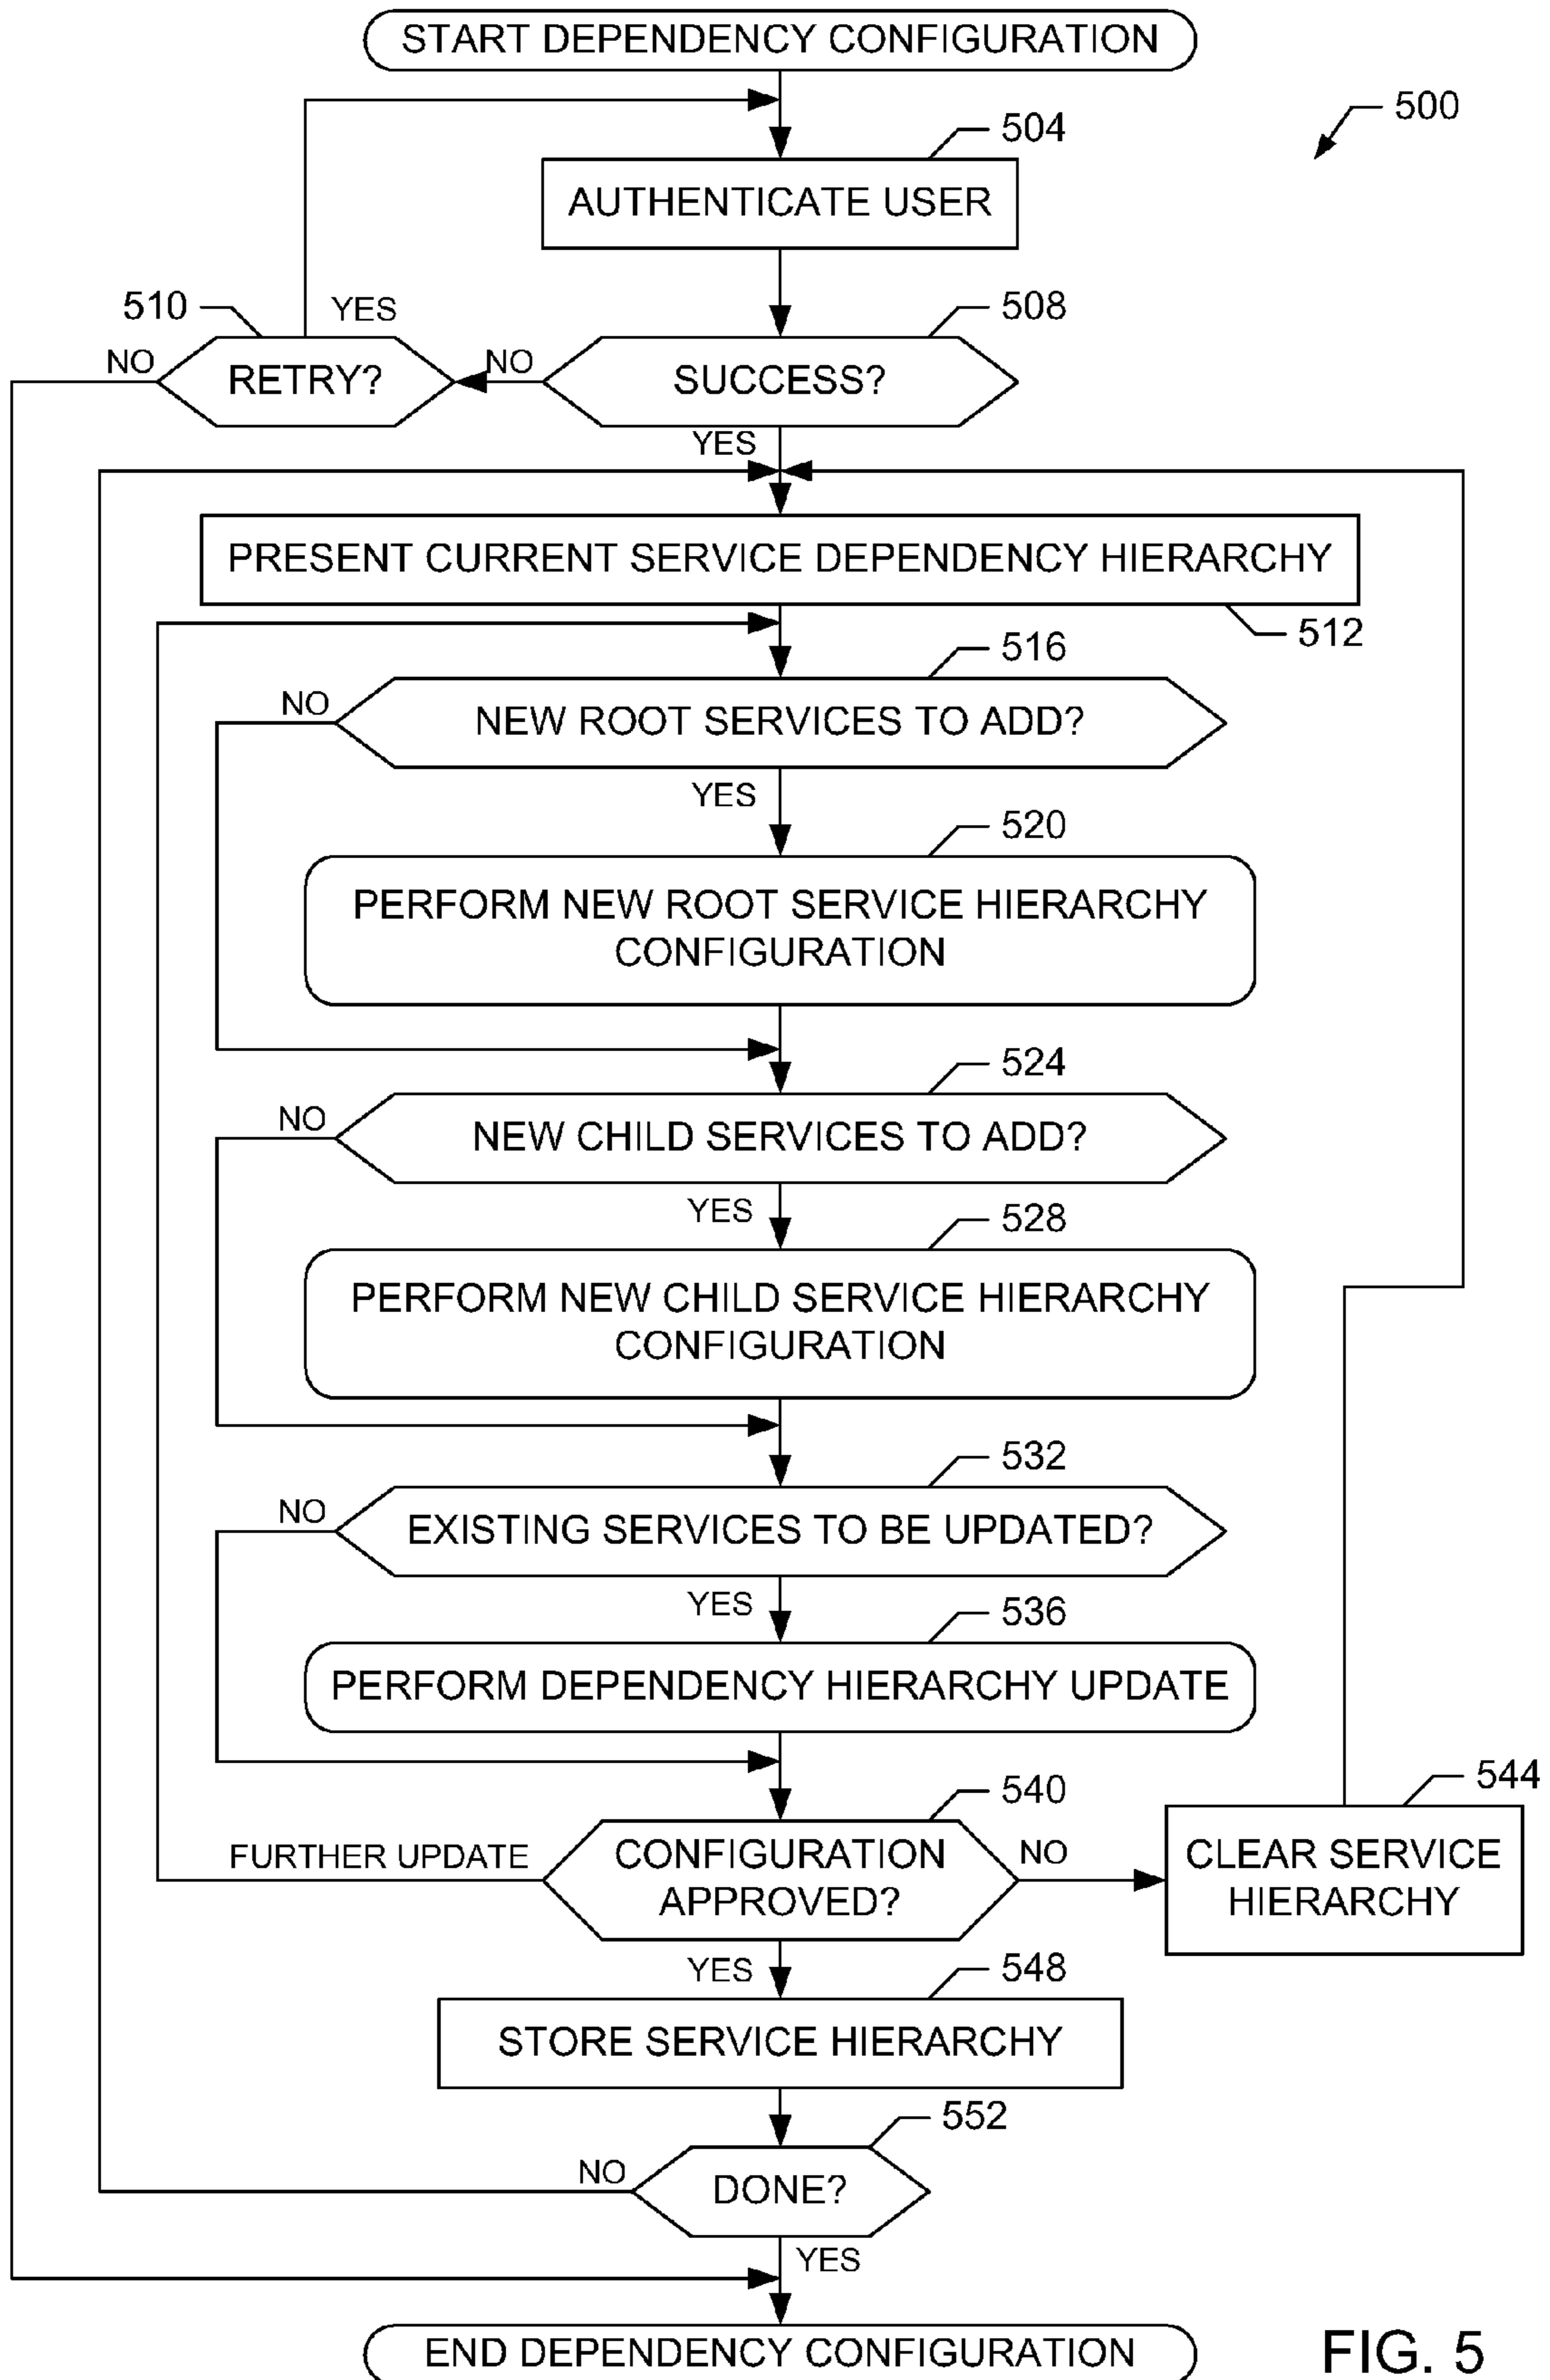 START DEPENDENCY CONFIGURATION
500
504
AUTHENTICATE USER
510
YES
508
NO
RETRY?
NO
SUCCESS?
YES
PRESENT CURRENT SERVICE DEPENDENCY HIERARCHY
512
516
NO
NEW ROOT SERVICES TO ADD?
YES
520
PERFORM NEW ROOT SERVICE HIERARCHY
CONFIGURATION
524
NO
NEW CHILD SERVICES TO ADD?
YES
528
PERFORM NEW CHILD SERVICE HIERARCHY
CONFIGURATION
532
NO
EXISTING SERVICES TO BE UPDATED?
YES
536
PERFORM DEPENDENCY HIERARCHY UPDATE
540
544
FURTHER UPDATE
CONFIGURATION
APPROVED?
NO
CLEAR SERVICE
HIERARCHY
YES
548
STORE SERVICE HIERARCHY
552
NO
DONE?
YES
END DEPENDENCY CONFIGURATION
FIG. 5